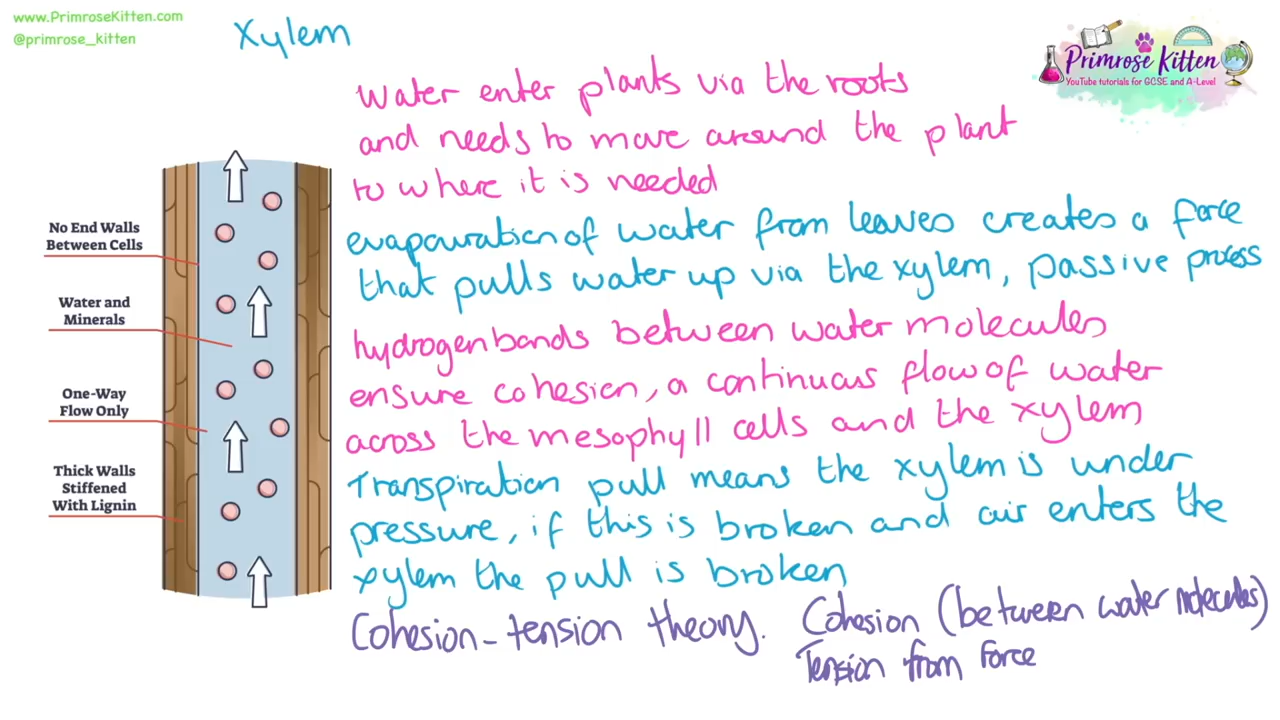 www.PrimroseKitten.com
@primrose_kitten
Xylem
Primrose Kitten
YouTube tutorials for GCSE and A-Level
Water enter plants via the roots
and needs to move around the plant
to where it is needed
evapouration of water from leaves creates a force
that pulls water up via the xylem, passive process
hydrogen bonds between water molecules
ensure cohesion, a continuous flow of water
across the mesophyll cells and the xylem,
Transpiration pull means the xylem is under
pressure, if this is broken and air enters the
xylem the pull is broken
Cohesion-tension theory. Cohesion (between water molecules)
Tension from force
No End Walls
Between Cells
Water and
Minerals
One-Way
Flow Only
Thick Walls
Stiffened
With Lignin